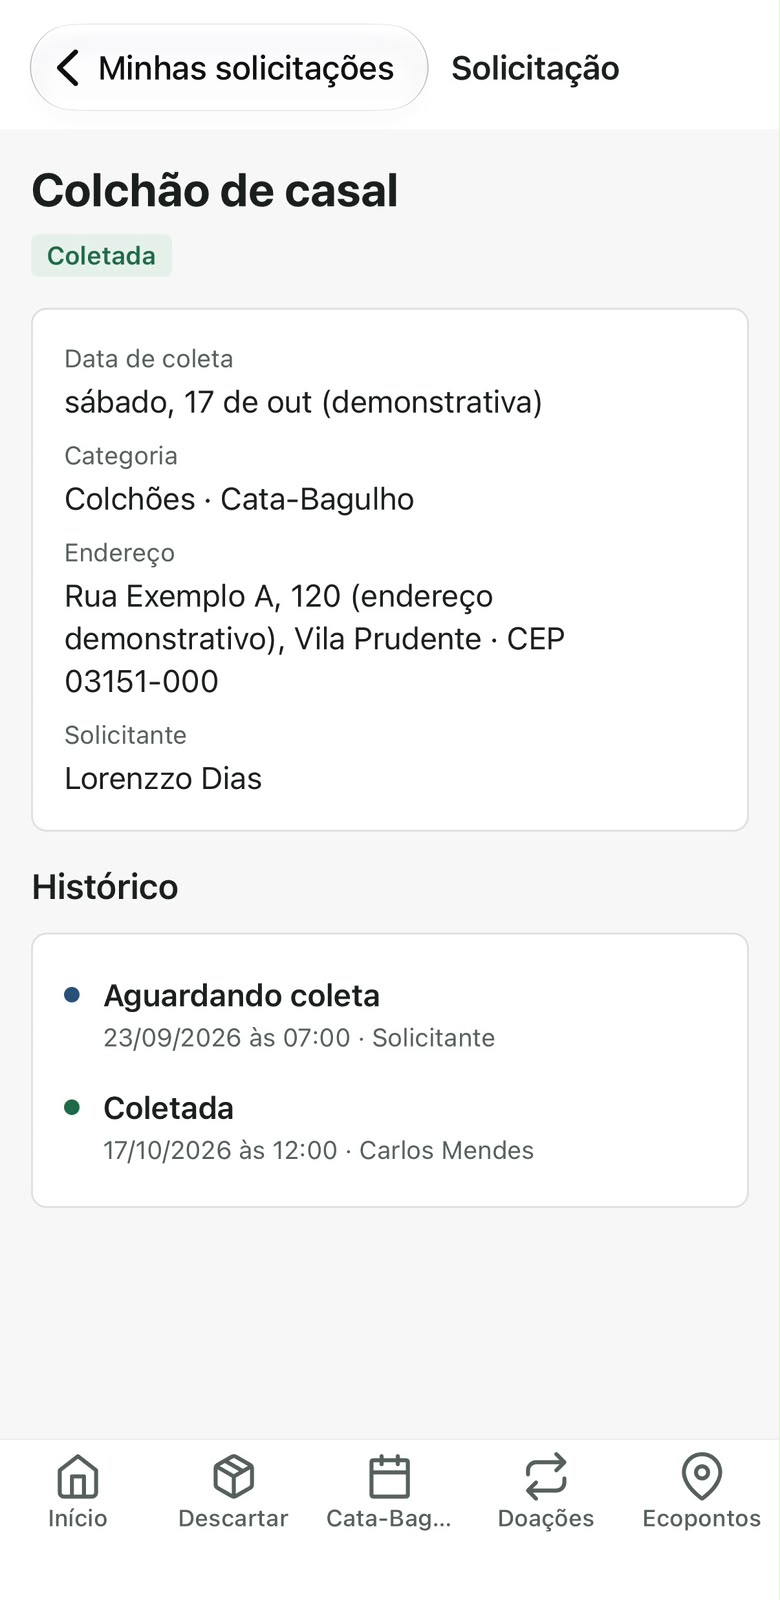 Minhas solicitações
Solicitação
Colchão de casal
Coletada
Data de coleta
sábado, 17 de out (demonstrativa)
Categoria
Colchões · Cata-Bagulho
Endereço
Rua Exemplo A, 120 (endereço
demonstrativo), Vila Prudente · CEP
03151-000
Solicitante
Lorenzzo Dias
Histórico
Aguardando coleta
23/09/2026 às 07:00 · Solicitante
Coletada
17/10/2026 às 12:00 · Carlos Mendes
Início
Descartar
Cata-Bag...
Doações
Ecopontos